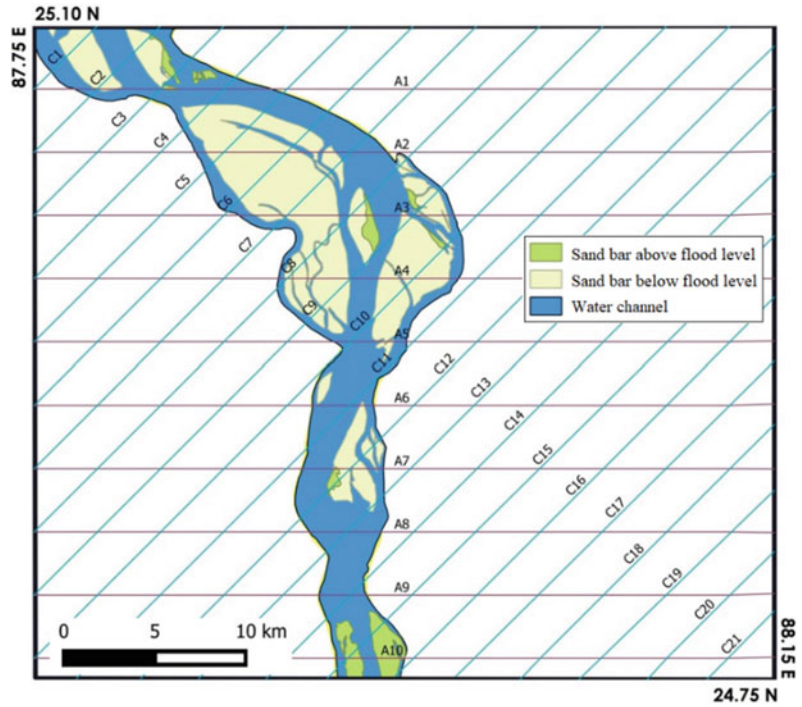 25.10 N
87.75 E
C1
C2
C3
C4
C5
C6
C7
C8
C9
C10
C11
C12
C13
C14
C15
C16
C17
C18
C19
C20
C21
A1
A2
A3
A4
A5
A6
A7
A8
A9
A10
Sand bar above flood level
Sand bar below flood level
Water channel
0 5 10 km
88.15 E
24.75 N